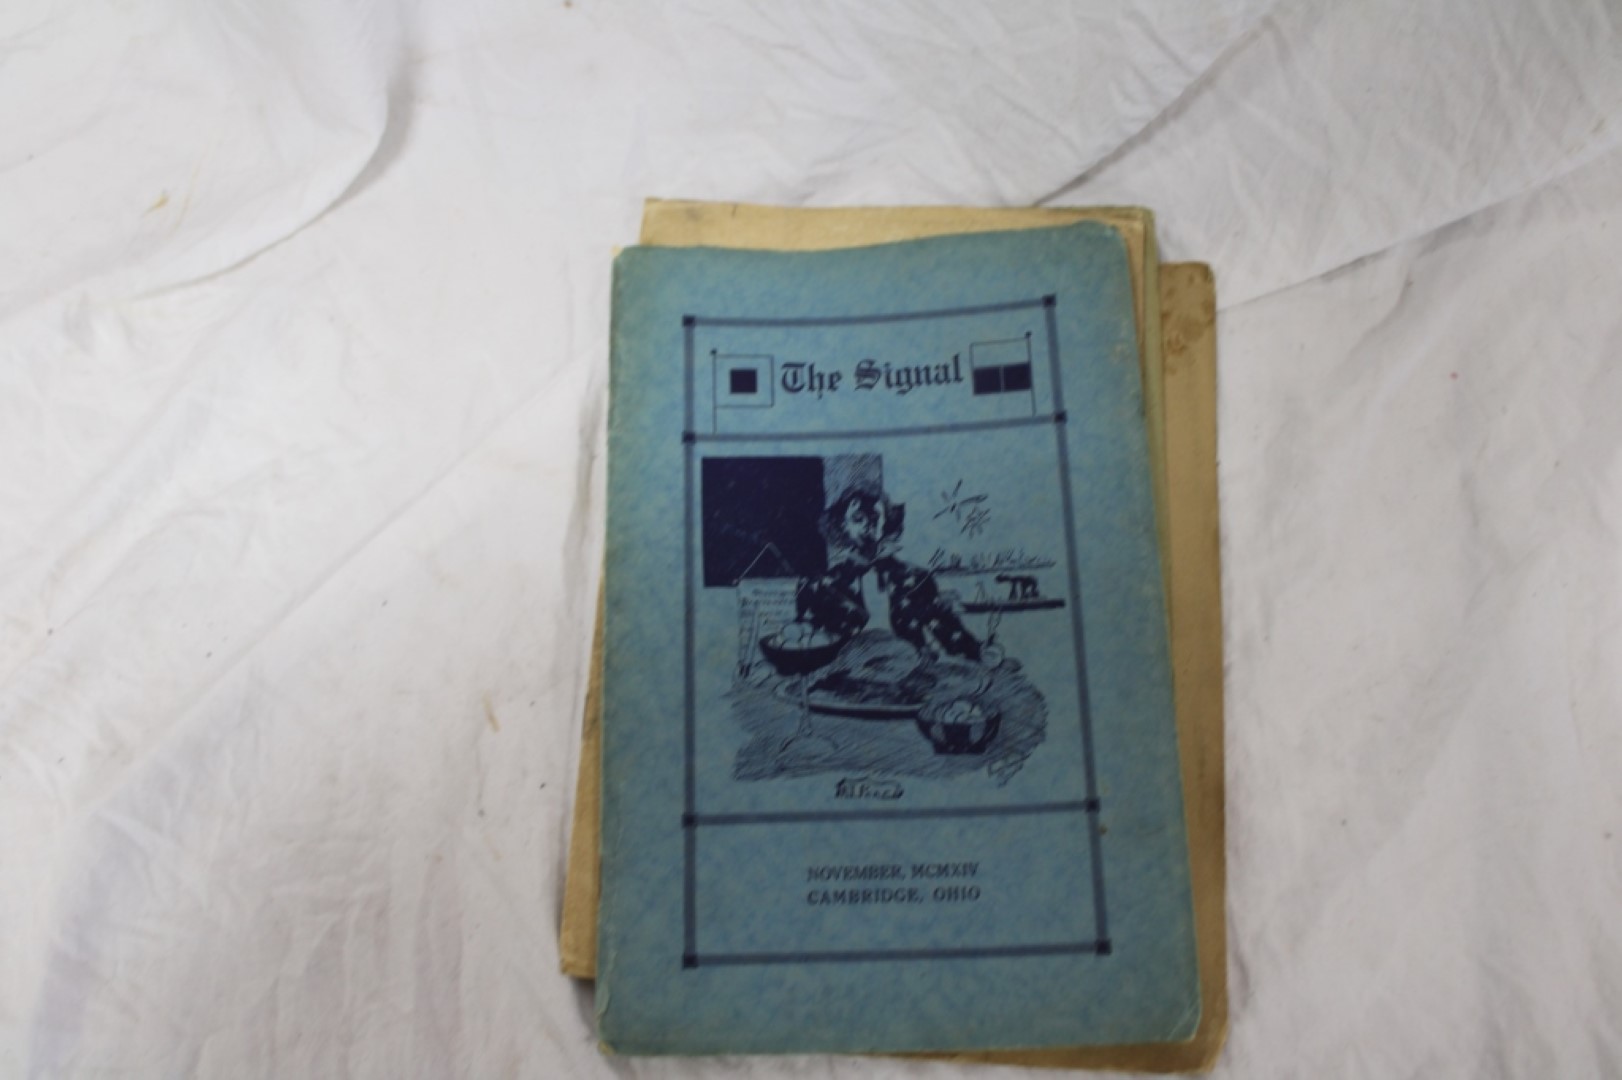 The Signal
NOVEMBER, MCMXIV
CAMBRIDGE, OHIO